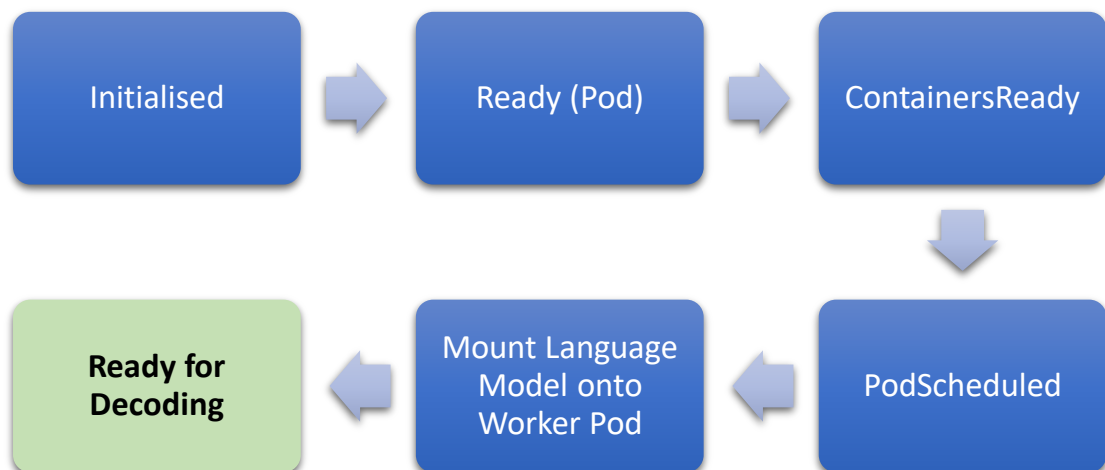 Initialised
Ready (Pod)
ContainersReady
PodScheduled
Mount Language
Model onto
Worker Pod
Ready for
Decoding